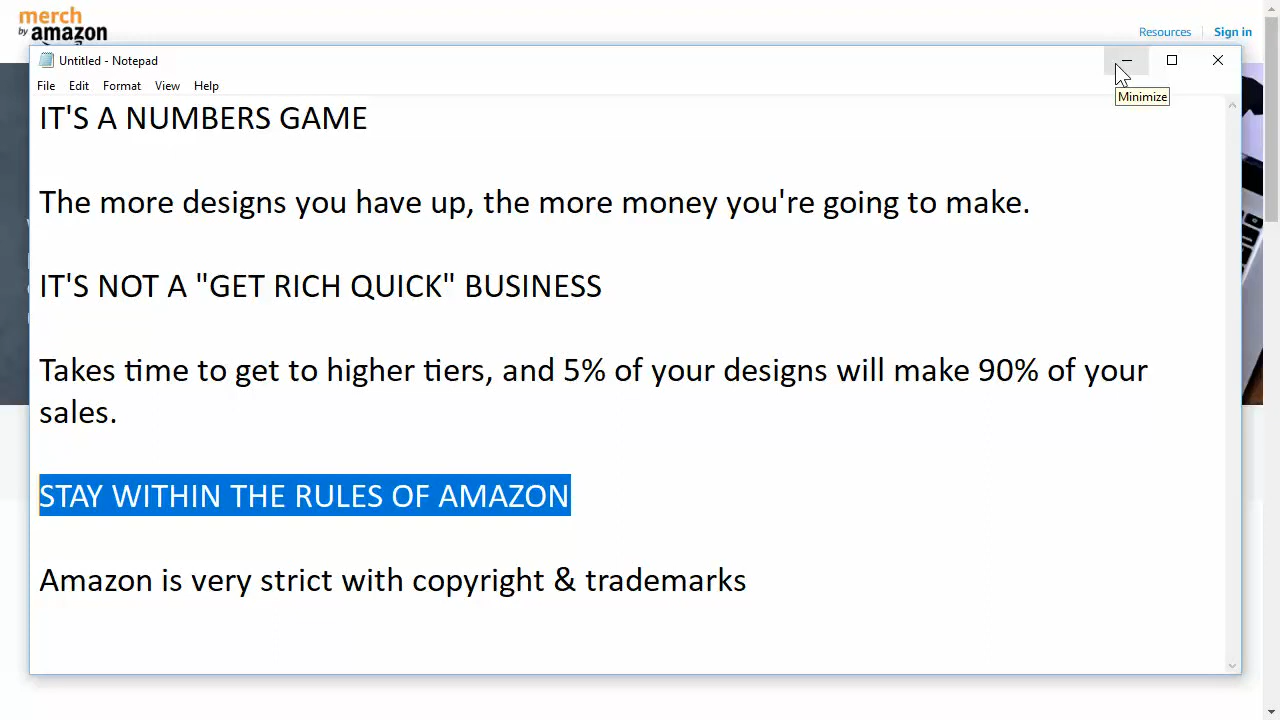 merch
by amazon
Resources
Sign in
Untitled - Notepad
File Edit Format View Help
Minimize
IT'S A NUMBERS GAME
The more designs you have up, the more money you're going to make.
IT'S NOT A "GET RICH QUICK" BUSINESS
Takes time to get to higher tiers, and 5% of your designs will make 90% of your
sales.
STAY WITHIN THE RULES OF AMAZON
Amazon is very strict with copyright & trademarks